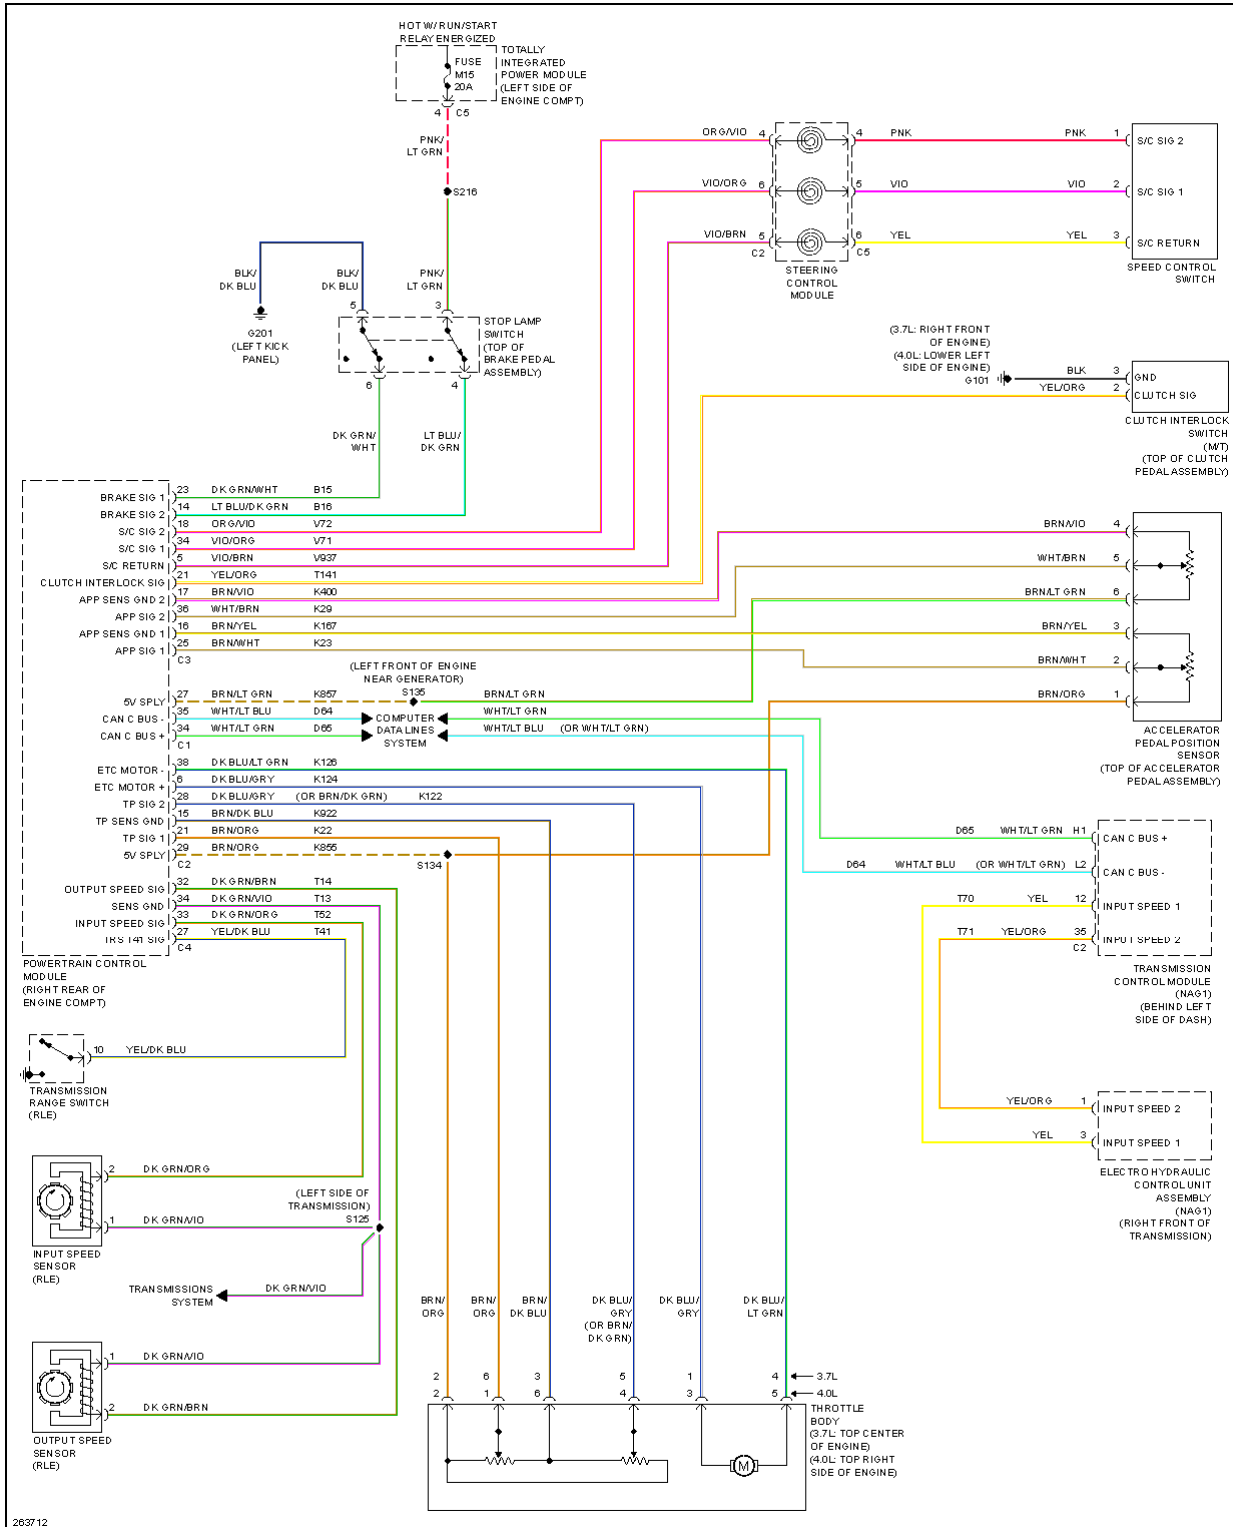 HOT W/ RUN/START
RELAY ENERGIZED
FUSE
M15
20A
TOTALLY
INTEGRATED
POWER MODULE
(LEFT SIDE OF
ENGINE COMPT)
4 C5
PNK/
LT GRN
S216
BLK/
DK BLU
BLK/
DK BLU
PNK/
LT GRN
5
3
G201
(LEFT KICK
PANEL)
STOP LAMP
SWITCH
(TOP OF
BRAKE PEDAL
ASSEMBLY)
6
4
DK GRN/
WHT
LT BLU/
DK GRN
ORG/VIO 4
4 PNK
PNK 1
S/C SIG 2
VIO/ORG 6
5 VIO
VIO 2
S/C SIG 1
VIO/BRN 5
6 YEL
YEL 3
S/C RETURN
C2
C5
STEERING
CONTROL
MODULE
SPEED CONTROL
SWITCH
(3.7L: RIGHT FRONT
OF ENGINE)
(4.0L: LOWER LEFT
SIDE OF ENGINE)
G101
BLK 3
GND
YEL/ORG 2
CLUTCH SIG
CLUTCH INTERLOCK
SWITCH
(M/T)
(TOP OF CLUTCH
PEDAL ASSEMBLY)
BRAKE SIG 1 23 DK GRN/WHT B15
BRAKE SIG 2 14 LT BLU/DK GRN B16
S/C SIG 2 18 ORG/VIO V72
S/C SIG 1 34 VIO/ORG V71
S/C RETURN 5 VIO/BRN V937
CLUTCH INTERLOCK SIG 21 YEL/ORG T141
APP SENS GND 2 17 BRN/VIO K400
APP SIG 2 36 WHT/BRN K29
APP SENS GND 1 16 BRN/YEL K167
APP SIG 1 25 BRN/WHT K23
C3
BRN/VIO 4
WHT/BRN 5
BRN/LT GRN 6
BRN/YEL 3
BRN/WHT 2
BRN/ORG 1
ACCELERATOR
PEDAL POSITION
SENSOR
(TOP OF ACCELERATOR
PEDAL ASSEMBLY)
(LEFT FRONT OF ENGINE
NEAR GENERATOR)
S135
5V SPLY 27 BRN/LT GRN K857
BRN/LT GRN
CAN C BUS - 35 WHT/LT BLU D64
CAN C BUS + 34 WHT/LT GRN D65
C1
COMPUTER
DATA LINES
SYSTEM
WHT/LT GRN
WHT/LT BLU (OR WHT/LT GRN)
ETC MOTOR - 38 DK BLU/LT GRN K126
ETC MOTOR + 6 DK BLU/GRY K124
TP SIG 2 28 DK BLU/GRY (OR BRN/DK GRN) K122
TP SENS GND 15 BRN/DK BLU K922
TP SIG 1 21 BRN/ORG K22
5V SPLY 29 BRN/ORG K855
C2
S134
OUTPUT SPEED SIG 32 DK GRN/BRN T14
SENS GND 34 DK GRN/VIO T13
INPUT SPEED SIG 33 DK GRN/ORG T52
TRS T41 SIG 27 YEL/DK BLU T41
C4
POWERTRAIN CONTROL
MODULE
(RIGHT REAR OF
ENGINE COMPT)
D65 WHT/LT GRN H1
CAN C BUS +
D64 WHT/LT BLU (OR WHT/LT GRN) L2
CAN C BUS -
T70 YEL 12
INPUT SPEED 1
T71 YEL/ORG 35
INPUT SPEED 2
C2
TRANSMISSION
CONTROL MODULE
(NAG1)
(BEHIND LEFT
SIDE OF DASH)
10 YEL/DK BLU
TRANSMISSION
RANGE SWITCH
(RLE)
YEL/ORG 1
INPUT SPEED 2
YEL 3
INPUT SPEED 1
ELECTRO HYDRAULIC
CONTROL UNIT
ASSEMBLY
(NAG1)
(RIGHT FRONT OF
TRANSMISSION)
2 DK GRN/ORG
1 DK GRN/VIO
INPUT SPEED
SENSOR
(RLE)
(LEFT SIDE OF
TRANSMISSION)
S125
TRANSMISSIONS
SYSTEM
DK GRN/VIO
1 DK GRN/VIO
2 DK GRN/BRN
OUTPUT SPEED
SENSOR
(RLE)
BRN/
ORG
BRN/
ORG
BRN/
DK BLU
DK BLU/
GRY
(OR BRN/
DK GRN)
DK BLU/
GRY
DK BLU/
LT GRN
2 6 3 5 1 4 3.7L
2 1 6 4 3 5 4.0L
M
THROTTLE
BODY
(3.7L: TOP CENTER
OF ENGINE)
(4.0L: TOP RIGHT
SIDE OF ENGINE)
263712